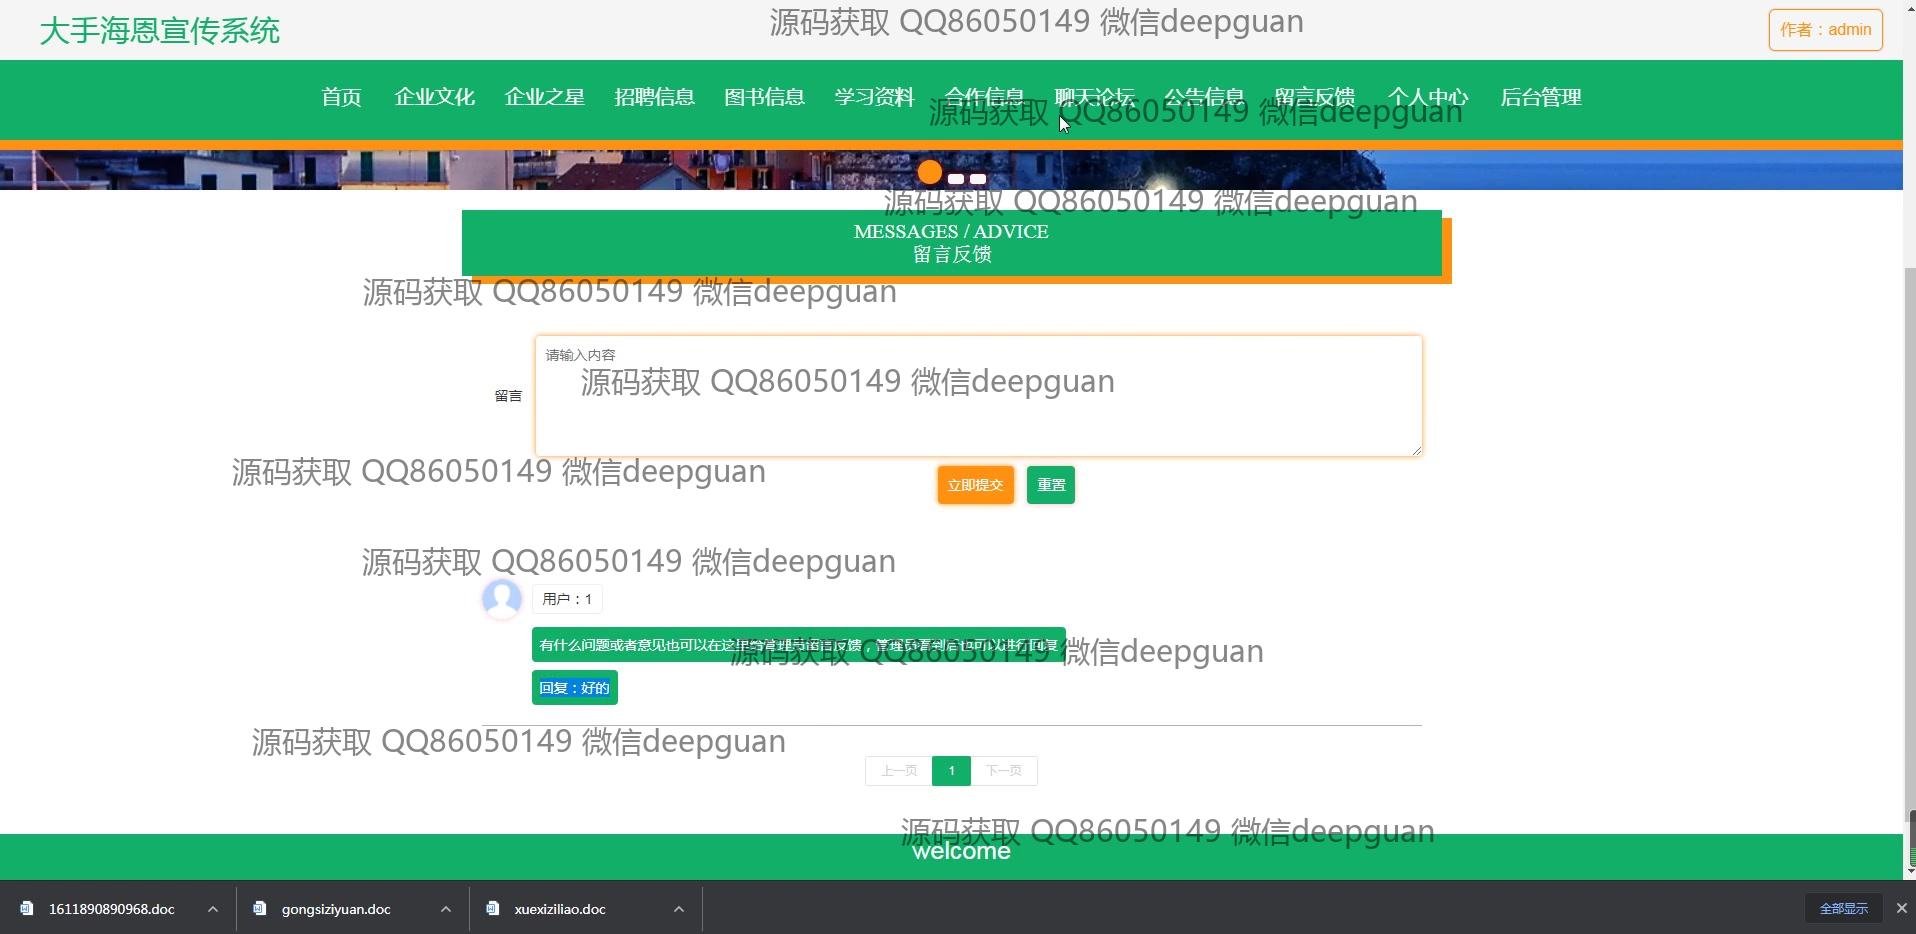 大手海恩宣传系统
源码获取 QQ86050149 微信deepguan
作者：admin
首页 企业文化 企业之星 招聘信息 图书信息 学习资料 合作信息 聊天论坛 公告信息 留言反馈 个人中心 后台管理
源码获取 QQ86050149 微信deepguan
源码获取 QQ86050149 微信deepguan
MESSAGES / ADVICE
留言反馈
源码获取 QQ86050149 微信deepguan
请输入内容
源码获取 QQ86050149 微信deepguan
留言
源码获取 QQ86050149 微信deepguan
立即提交 重置
源码获取 QQ86050149 微信deepguan
用户：1
有什么问题或者意见也可以在这里给管理员留言反馈，管理员看到后也可以进行回复
源码获取 QQ86050149 微信deepguan
回复：好的
源码获取 QQ86050149 微信deepguan
上一页 1 下一页
源码获取 QQ86050149 微信deepguan
welcome
1611890890968.doc gongsiziyuan.doc xuexiziliao.doc 全部显示